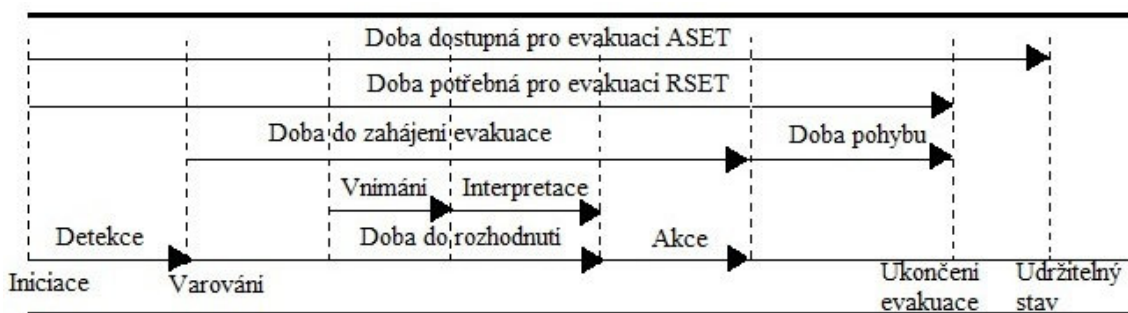 Doba dostupná pro evakuaci ASET
Doba potřebná pro evakuaci RSET
Doba do zahájení evakuace
Doba pohybu
Vnímání
Interpretace
Detekce
Doba do rozhodnutí
Akce
Iniciace
Varování
Ukončení
evakuace
Udržitelný
stav